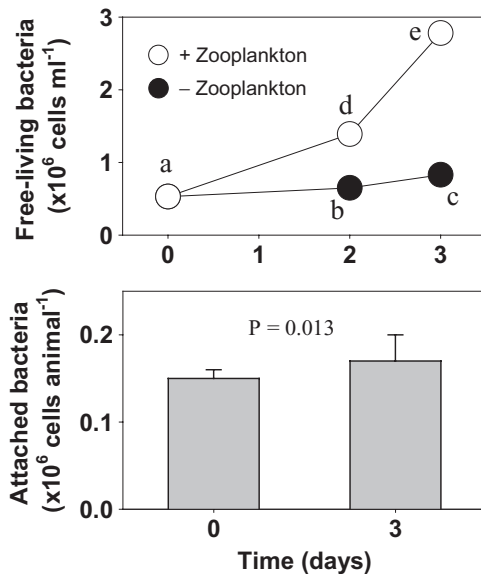 Free-living bacteria
(x10⁶ cells ml⁻¹)
3
2
1
0
+ Zooplankton
– Zooplankton
a
b
c
d
e
0 1 2 3
Attached bacteria
(x10⁶ cells animal⁻¹)
0.2
0.1
0.0
P = 0.013
0 3
Time (days)